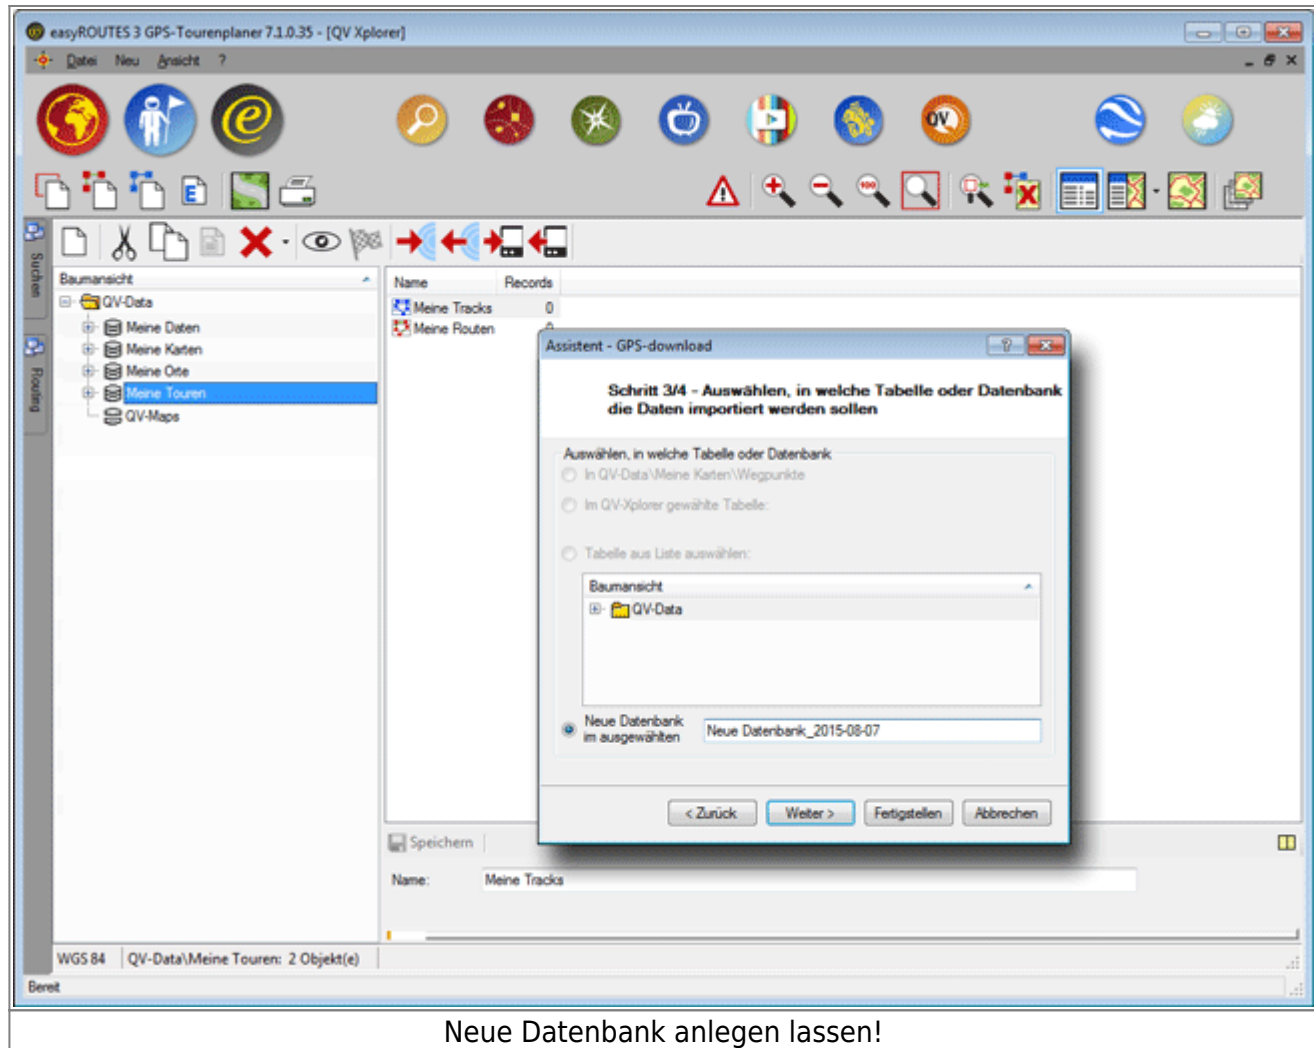 easyROUTES 3 GPS-Tourenplaner 7.1.0.35 - [QV Xplorer]
Datei Neu Ansicht ?
QV
E
100
Suchen
Routing
Baumansicht
QV-Data
Meine Daten
Meine Karten
Meine Orte
Meine Touren
QV-Maps
Name Records
Meine Tracks 0
Meine Routen 0
Assistent - GPS-download
Schritt 3/4 - Auswählen, in welche Tabelle oder Datenbank
die Daten importiert werden sollen
Auswählen, in welche Tabelle oder Datenbank
In QV-Data\Meine Karten\Wegpunkte
Im QV-Xplorer gewählte Tabelle:
Tabelle aus Liste auswählen:
Baumansicht
QV-Data
Neue Datenbank
im ausgewählten
Neue Datenbank_2015-08-07
< Zurück Weiter > Fertigstellen Abbrechen
Speichern
Name: Meine Tracks
WGS 84 QV-Data\Meine Touren: 2 Objekt(e)
Bereit
Neue Datenbank anlegen lassen!